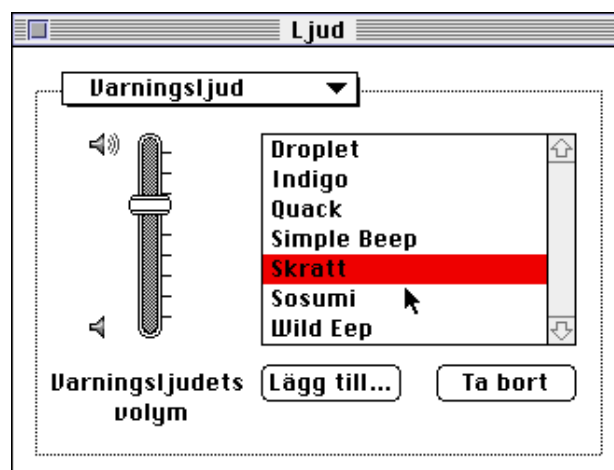 Ljud
Varningsljud
Droplet
Indigo
Quack
Simple Beep
Skratt
Sosumi
Wild Eep
Varningsljudets
volym
Lägg till...
Ta bort